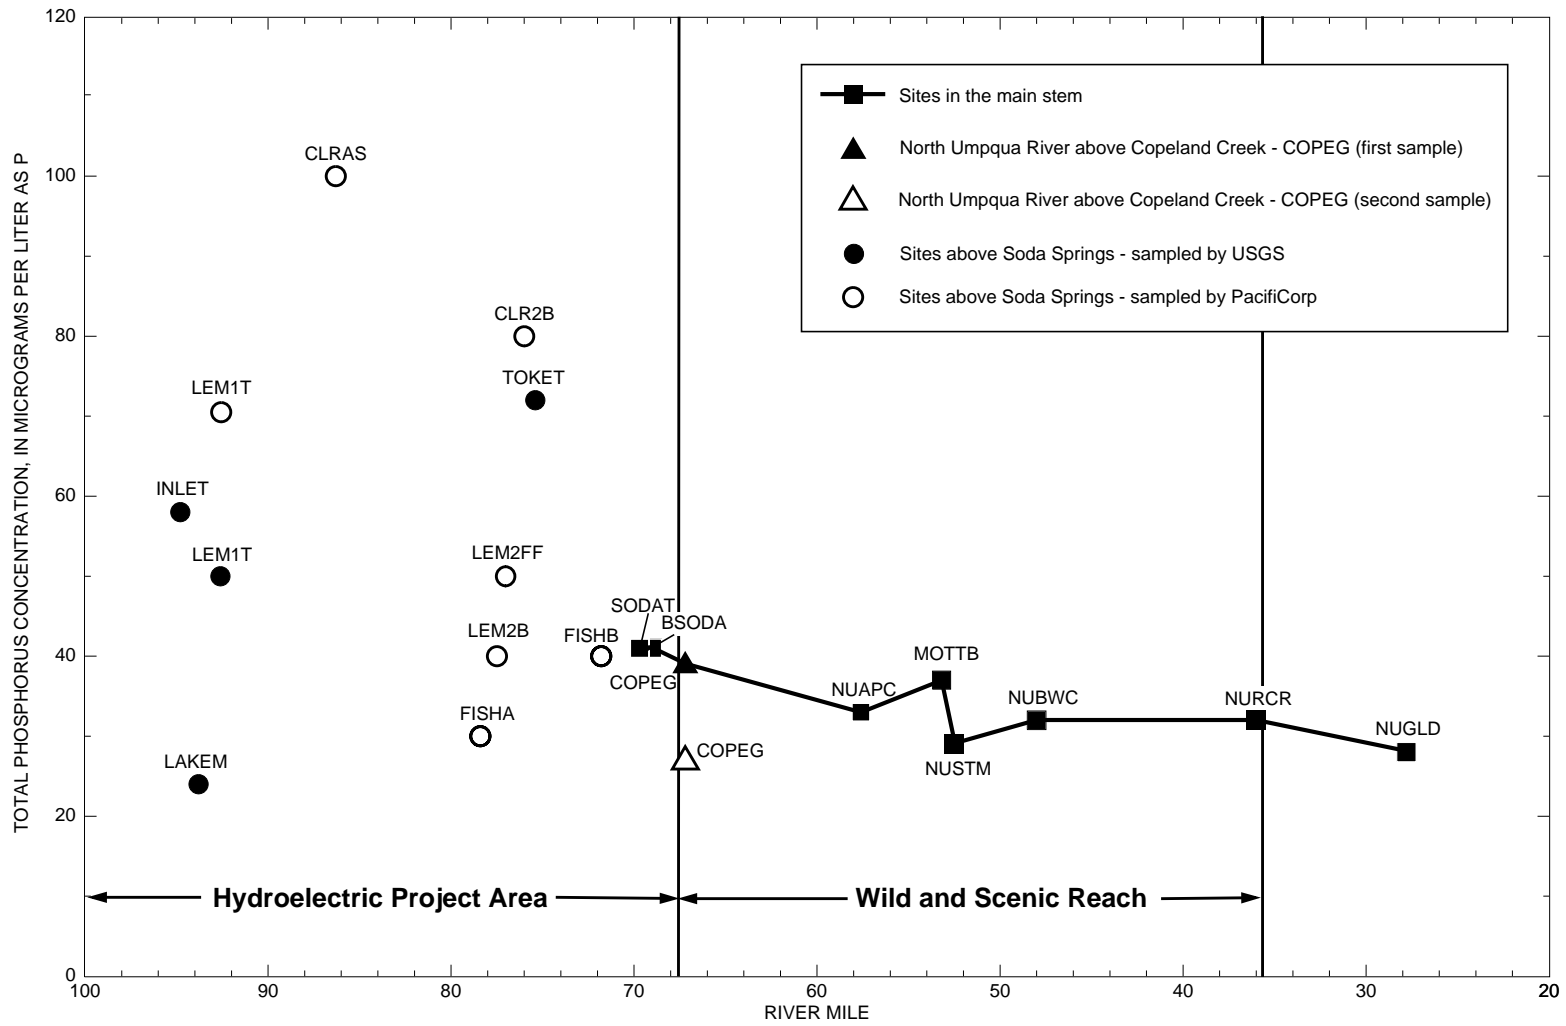 TOTAL PHOSPHORUS CONCENTRATION, IN MICROGRAMS PER LITER AS P
120
100
80
60
40
20
0
Sites in the main stem
North Umpqua River above Copeland Creek - COPEG (first sample)
North Umpqua River above Copeland Creek - COPEG (second sample)
Sites above Soda Springs - sampled by USGS
Sites above Soda Springs - sampled by PacifiCorp
CLRAS
CLR2B
TOKET
LEM1T
INLET
LEM1T
LEM2FF
SODAT
BSODA
LEM2B
FISHB
COPEG
MOTTB
NUAPC
NUBWC
NURCR
FISHA
NUGLD
COPEG
NUSTM
LAKEM
Hydroelectric Project Area
Wild and Scenic Reach
100
90
80
70
60
50
40
30
20
RIVER MILE